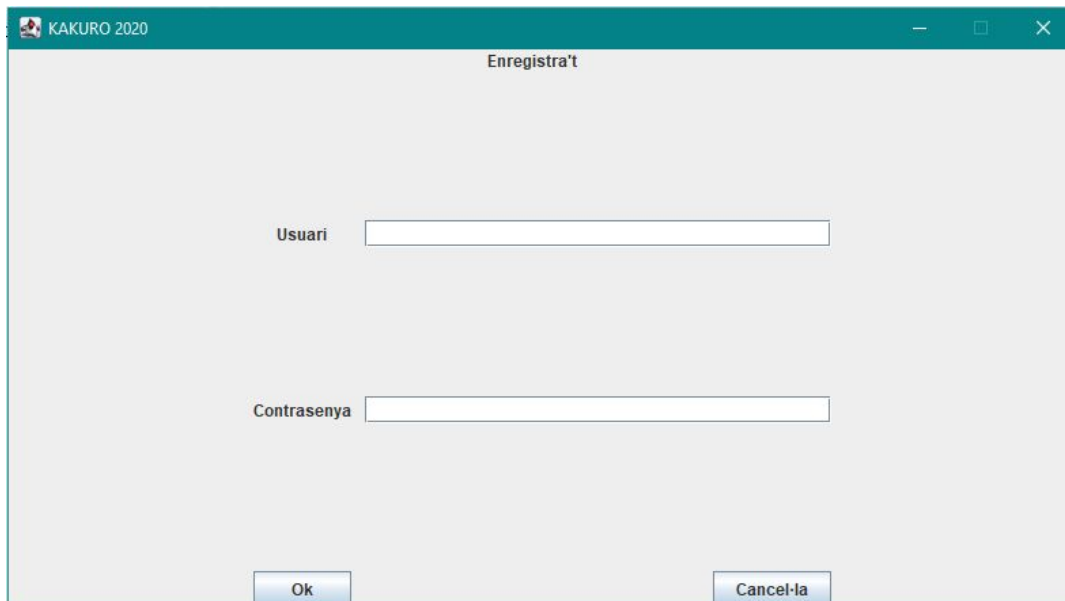 KAKURO 2020
Enregistra't
Usuari
Contrasenya
Ok Cancel·la